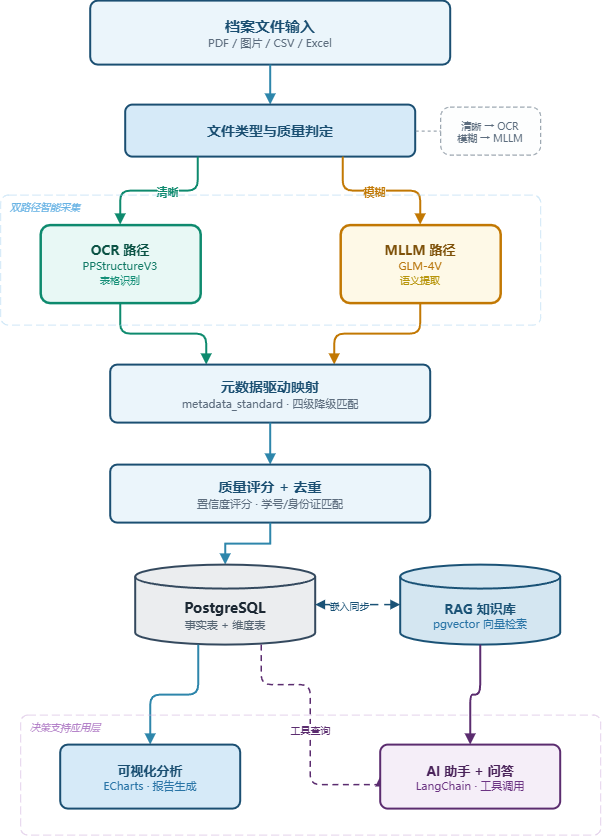 档案文件输入
PDF / 图片 / CSV / Excel
文件类型与质量判定
清晰 → OCR
模糊 → MLLM
清晰
模糊
双路径智能采集
OCR 路径
PPStructureV3
表格识别
MLLM 路径
GLM-4V
语义提取
元数据驱动映射
metadata_standard · 四级降级匹配
质量评分 + 去重
置信度评分 · 学号/身份证匹配
PostgreSQL
事实表 + 维度表
嵌入同步
RAG 知识库
pgvector 向量检索
决策支持应用层
工具查询
可视化分析
ECharts · 报告生成
AI 助手 + 问答
LangChain · 工具调用